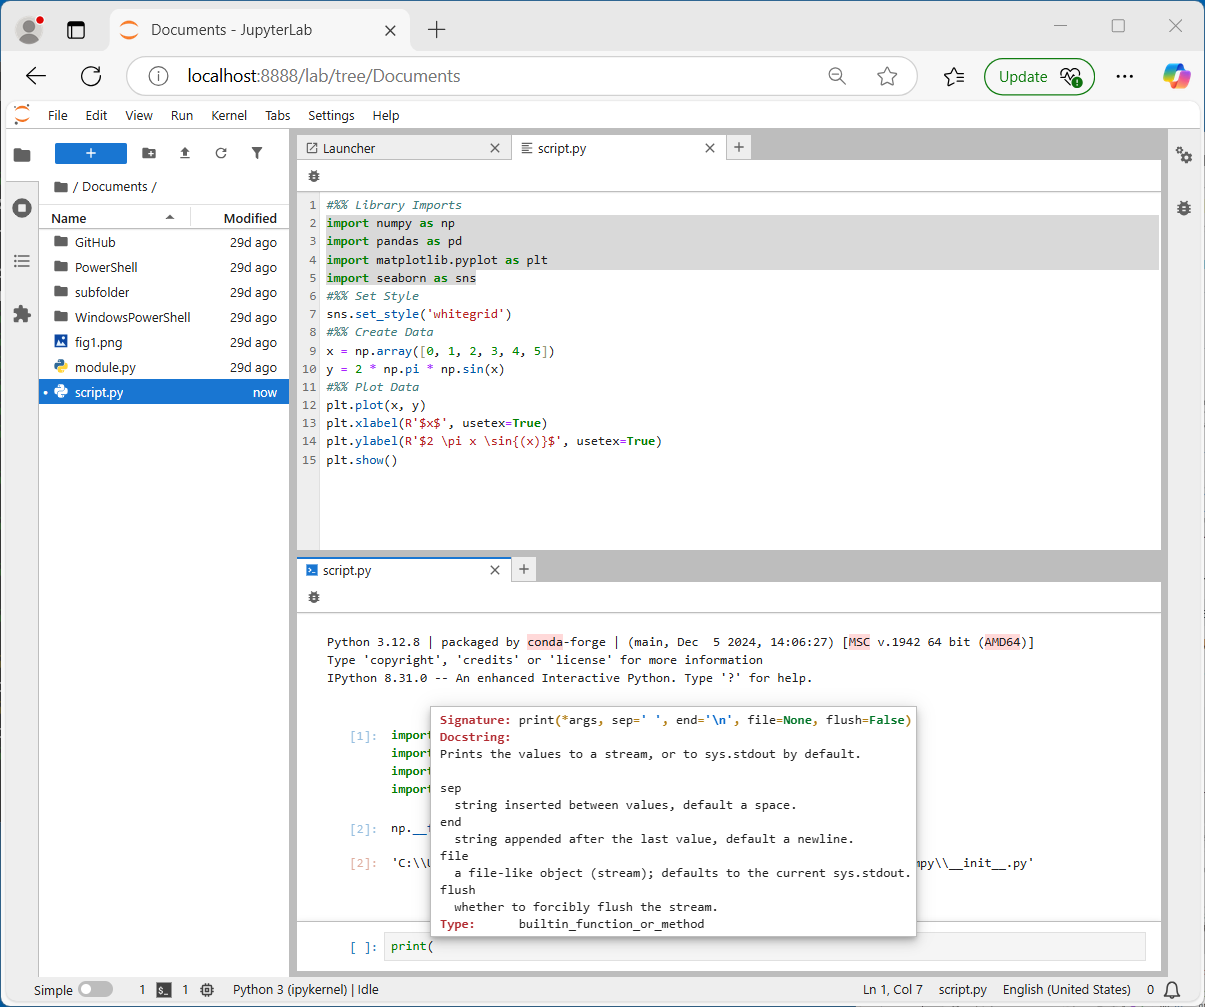 Documents - JupyterLab
localhost:8888/lab/tree/Documents
Update
File Edit View Run Kernel Tabs Settings Help
/ Documents /
Name Modified
GitHub 29d ago
PowerShell 29d ago
subfolder 29d ago
WindowsPowerShell 29d ago
fig1.png 29d ago
module.py 29d ago
script.py now
Launcher script.py
1 #%% Library Imports
2 import numpy as np
3 import pandas as pd
4 import matplotlib.pyplot as plt
5 import seaborn as sns
6 #%% Set Style
7 sns.set_style('whitegrid')
8 #%% Create Data
9 x = np.array([0, 1, 2, 3, 4, 5])
10 y = 2 * np.pi * np.sin(x)
11 #%% Plot Data
12 plt.plot(x, y)
13 plt.xlabel(R'$x$', usetex=True)
14 plt.ylabel(R'$2 \pi x \sin{(x)}$', usetex=True)
15 plt.show()
script.py
Python 3.12.8 | packaged by conda-forge | (main, Dec  5 2024, 14:06:27) [MSC v.1942 64 bit (AMD64)]
Type 'copyright', 'credits' or 'license' for more information
IPython 8.31.0 -- An enhanced Interactive Python. Type '?' for help.
[1]: import
import
import
import
[2]: np.__
[2]: 'C:\\ mpy\\__init__.py'
Signature: print(*args, sep=' ', end='\n', file=None, flush=False)
Docstring:
Prints the values to a stream, or to sys.stdout by default.
sep
string inserted between values, default a space.
end
string appended after the last value, default a newline.
file
a file-like object (stream); defaults to the current sys.stdout.
flush
whether to forcibly flush the stream.
Type: builtin_function_or_method
[ ]: print(
Simple 1 1 Python 3 (ipykernel) | Idle Ln 1, Col 7 script.py English (United States) 0